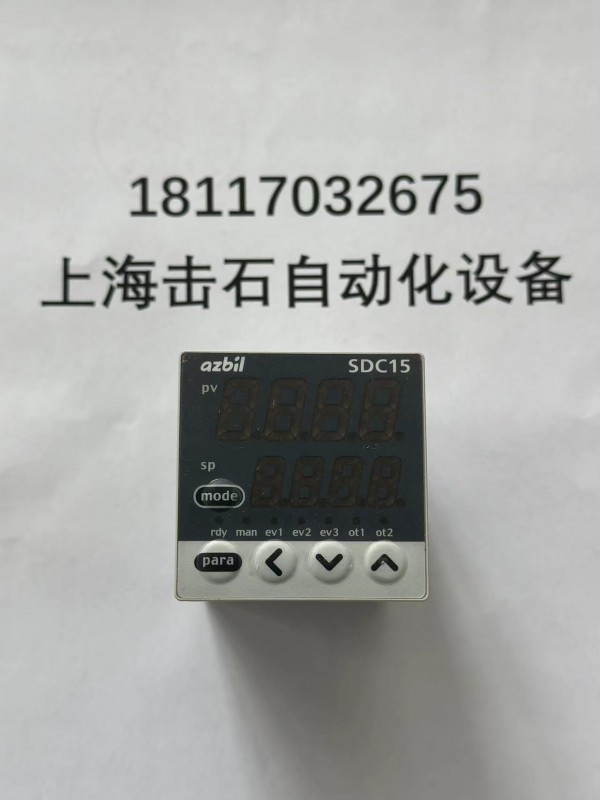 18117032675
上海击石自动化设备
azbil SDC15
pv
sp
mode
rdy man ev1 ev2 ev3 ot1 ot2
para